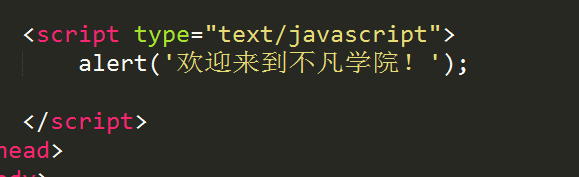 <script type="text/javascript">
alert('欢迎来到不凡学院！');
</script>
head>